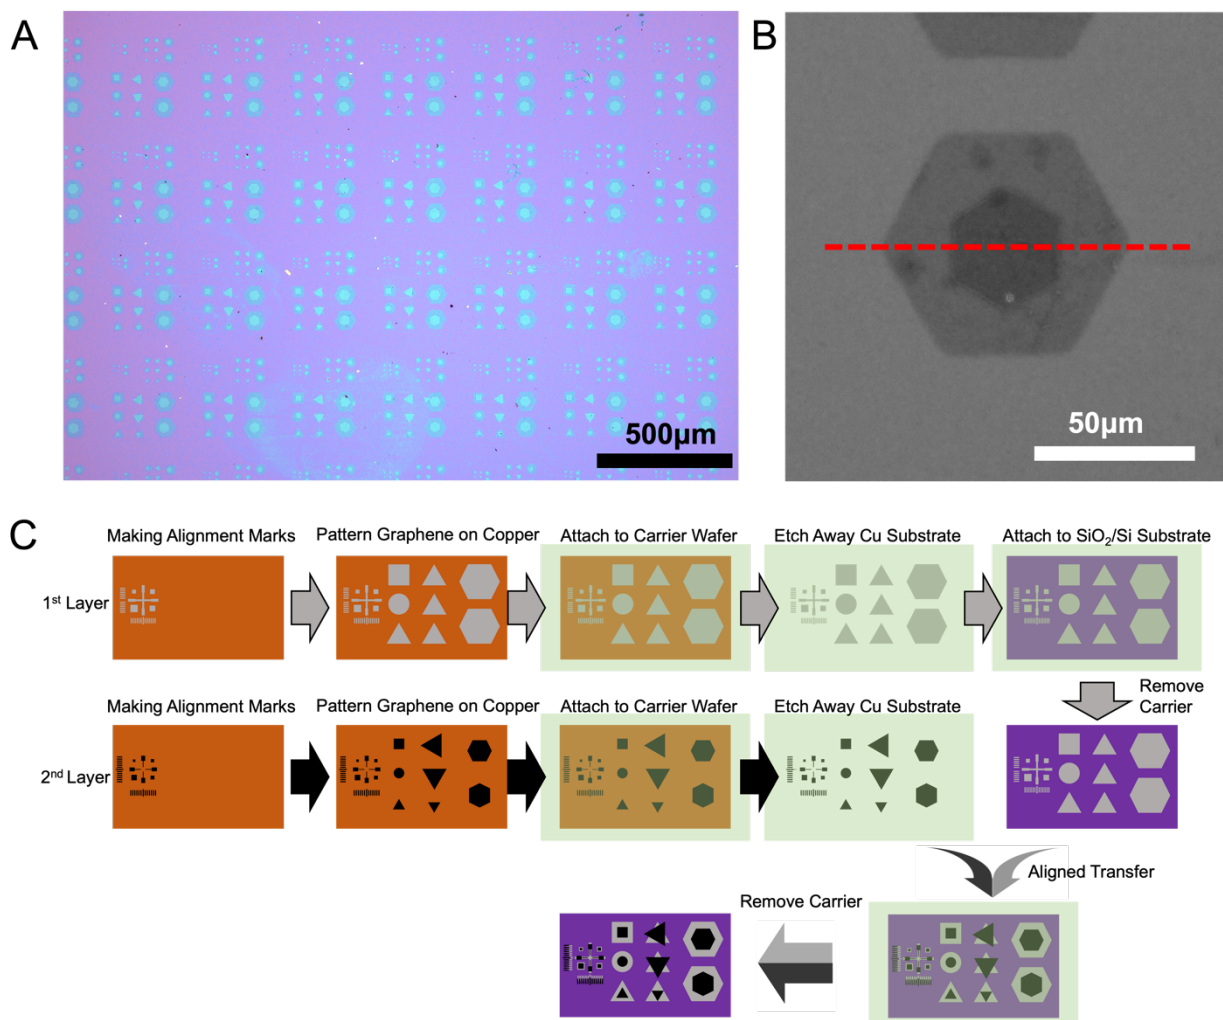 A
B
500μm
50μm
C
Making Alignment Marks
Pattern Graphene on Copper
Attach to Carrier Wafer
Etch Away Cu Substrate
Attach to SiO₂/Si Substrate
1st Layer
Remove
Carrier
Making Alignment Marks
Pattern Graphene on Copper
Attach to Carrier Wafer
Etch Away Cu Substrate
2nd Layer
Aligned Transfer
Remove Carrier